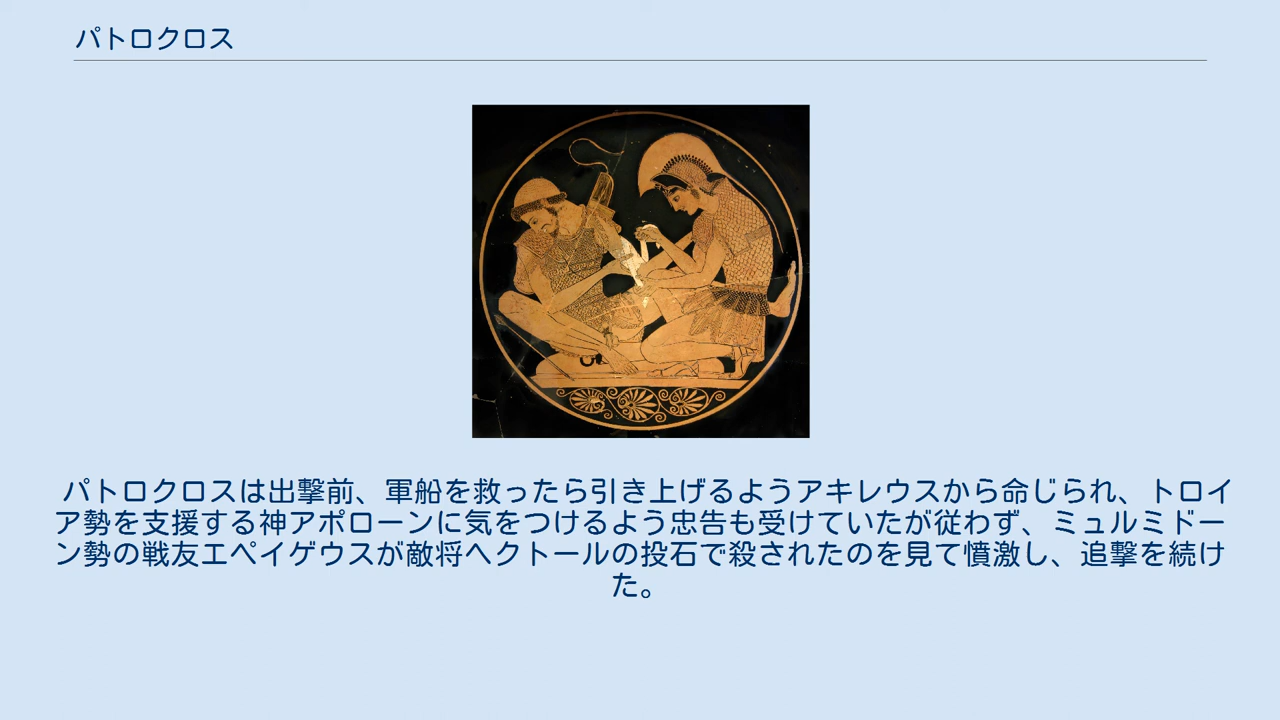 パトロクロス
パトロクロスは出撃前、軍船を救ったら引き上げるようアキレウスから命じられ、トロイ
ア勢を支援する神アポローンに気をつけるよう忠告も受けていたが従わず、ミュルミドー
ン勢の戦友エペイゲウスが敵将ヘクトールの投石で殺されたのを見て憤激し、追撃を続け
た。